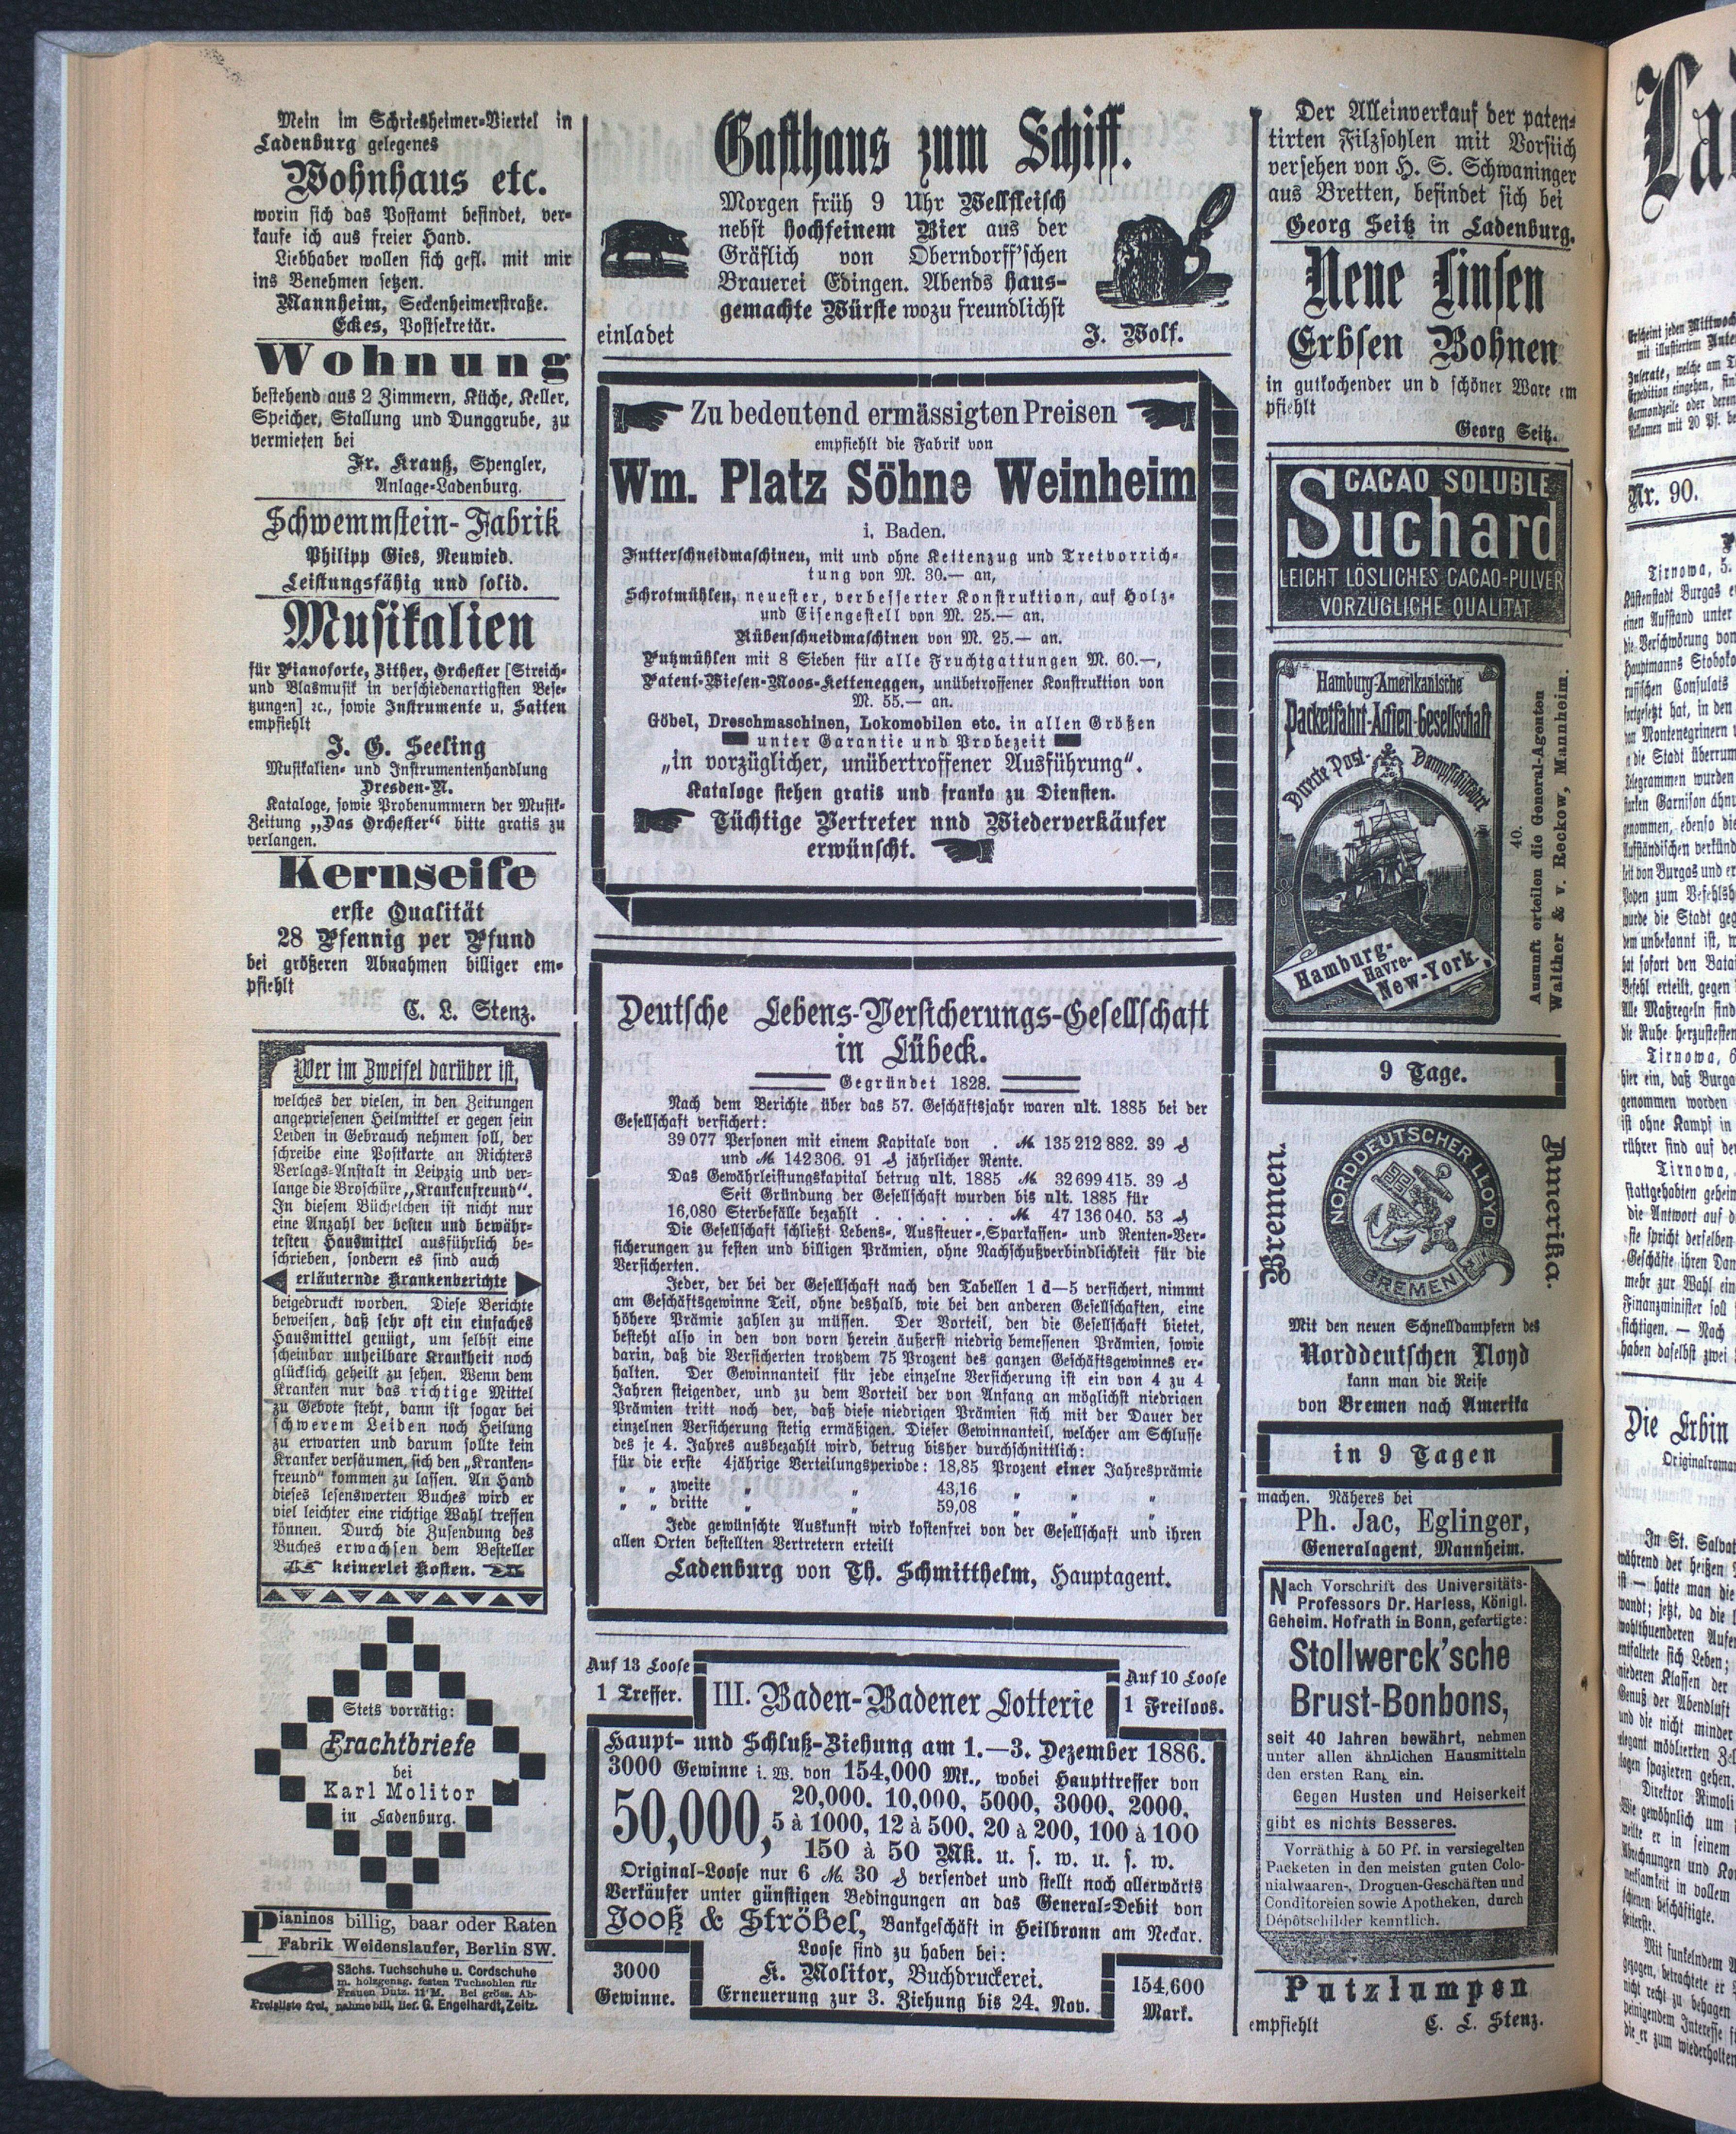 Mein im Schriesheimer-Viertel in
Ladenburg gelegenes
Wohnhaus etc.
worin sich das Postamt befindet, ver-
kaufe ich aus freier Hand.
Liebhaber wollen sich gefl. mit mir
ins Benehmen setzen.
Mannheim, Seckenheimerstraße.
Eckes, Postsekretär.
Wohnung
bestehend aus 2 Zimmern, Küche, Keller,
Speicher, Stallung und Dunggrube, zu
vermieten bei
Fr. Krauß, Spengler,
Anlage-Ladenburg.
Schwemmstein-Fabrik
Philipp Gies, Neuwied.
Leistungsfähig und solid.
Musikalien
für Pianoforte, Zither, Orchester [Streich-
und Blasmusik in verschiedenartigsten Bese-
tzungen] ꝛc., sowie Instrumente u. Saiten
empfiehlt
J. G. Seeling
Musikalien- und Instrumentenhandlung
Dresden-N.
Kataloge, sowie Probenummern der Musik-
Zeitung „Das Orchester“ bitte gratis zu
verlangen.
Kernseife
erste Qualität
28 Pfennig per Pfund
bei größeren Abnahmen billiger em-
pfiehlt
C. L. Stenz.
Wer im Zweifel darüber ist,
welches der vielen, in den Zeitungen
angepriesenen Heilmittel er gegen sein
Leiden in Gebrauch nehmen soll, der
schreibe eine Postkarte an Richters
Verlags-Anstalt in Leipzig und ver-
lange die Broschüre „Krankenfreund“.
In diesem Büchelchen ist nicht nur
eine Anzahl der besten und bewähr-
testen Hausmittel ausführlich be-
schrieben, sondern es sind auch
erläuternde Krankenberichte
beigedruckt worden. Diese Berichte
beweisen, daß sehr oft ein einfaches
Hausmittel genügt, um selbst eine
scheinbar unheilbare Krankheit noch
glücklich geheilt zu sehen. Wenn dem
Kranken nur das richtige Mittel
zu Gebote steht, dann ist sogar bei
schwerem Leiden noch Heilung
zu erwarten und darum sollte kein
Kranker versäumen, sich den „Kranken-
freund“ kommen zu lassen. An Hand
dieses lesenswerten Buches wird er
viel leichter eine richtige Wahl treffen
können. Durch die Zusendung des
Buches erwachsen dem Besteller
keinerlei Kosten.
Stets vorrätig:
Frachtbriefe
bei
Karl Molitor
in Ladenburg.
Pianinos billig, baar oder Raten
Fabrik Weidenslaufer, Berlin SW.
Sächs. Tuchschuhe u. Cordschuhe
m. holzgenag. festen Tuchsohlen für
Frauen Dutz. 11 M. Bei gröss. Ab-
Preisliste frei. nahme bill. lief. G. Engelhardt, Zeitz.
Gasthaus zum Schiff.
Morgen früh 9 Uhr Wellfleisch
nebst hochfeinem Bier aus der
Gräflich von Oberndorff'schen
Brauerei Edingen. Abends haus-
gemachte Würste wozu freundlichst
einladet
J. Wolf.
Zu bedeutend ermässigten Preisen
empfiehlt die Fabrik von
Wm. Platz Söhne Weinheim
i. Baden.
Futterschneidmaschinen, mit und ohne Kettenzug und Tretvorrich-
tung von M. 30.— an,
Schrotmühlen, neuester, verbesserter Konstruktion, auf Holz-
und Eisengestell von M. 25.— an,
Rübenschneidmaschinen von M. 25.— an.
Putzmühlen mit 8 Sieben für alle Fruchtgattungen M. 60.—,
Patent-Wiesen-Moos-Ketteneggen, unübetroffener Konstruktion von
M. 55.— an.
Göbel, Dreschmaschinen, Lokomobilen etc. in allen Größen
unter Garantie und Probezeit
„in vorzüglicher, unübertroffener Ausführung“.
Kataloge stehen gratis und franko zu Diensten.
Tüchtige Vertreter und Wiederverkäufer
erwünscht.
Deutsche Lebens-Versicherungs-Gesellschaft
in Lübeck.
Gegründet 1828.
Nach dem Berichte über das 57. Geschäftsjahr waren ult. 1885 bei der
Gesellschaft versichert:
39 077 Personen mit einem Kapitale von . ℳ 135 212 882. 39 ₰
und ℳ 142 306. 91 ₰ jährlicher Rente.
Das Gewährleistungskapital betrug ult. 1885 ℳ 32 699 415. 39 ₰
Seit Gründung der Gesellschaft wurden bis ult. 1885 für
16,080 Sterbefälle bezahlt . . . . . . ℳ 47 136 040. 53 ₰
Die Gesellschaft schließt Lebens-, Aussteuer-, Sparkassen- und Renten-Ver-
sicherungen zu festen und billigen Prämien, ohne Nachschußverbindlichkeit für die
Versicherten.
Jeder, der bei der Gesellschaft nach den Tabellen 1 d—5 versichert, nimmt
am Geschäftsgewinne Teil, ohne deshalb, wie bei den anderen Gesellschaften, eine
höhere Prämie zahlen zu müssen. Der Vorteil, den die Gesellschaft bietet,
besteht also in den von vorn herein äußerst niedrig bemessenen Prämien, sowie
darin, daß die Versicherten trotzdem 75 Prozent des ganzen Geschäftsgewinnes er-
halten. Der Gewinnanteil für jede einzelne Versicherung ist ein von 4 zu 4
Jahren steigender, und zu dem Vorteil der von Anfang an möglichst niedrigen
Prämien tritt noch der, daß diese niedrigen Prämien sich mit der Dauer der
einzelnen Versicherung stetig ermäßigen. Dieser Gewinnanteil, welcher am Schlusse
des je 4. Jahres ausbezahlt wird, betrug bisher durchschnittlich:
für die erste 4jährige Verteilungsperiode: 18,85 Prozent einer Jahresprämie
„ „ zweite „ „ 43,16 „ „ „
„ „ dritte „ „ 59,08 „ „ „
Jede gewünschte Auskunft wird kostenfrei von der Gesellschaft und ihren
allen Orten bestellten Vertretern erteilt
Ladenburg von Th. Schmitthelm, Hauptagent.
Auf 13 Loose
1 Treffer.
III. Baden-Badener Lotterie
Auf 10 Loose
1 Freiloos.
Haupt- und Schluß-Ziehung am 1.—3. Dezember 1886.
3000 Gewinne i. W. von 154,000 Mk., wobei Haupttreffer von
50,000, 20,000. 10,000, 5000, 3000, 2000,
5 à 1000, 12 à 500, 20 à 200, 100 à 100
150 à 50 Mk. u. s. w. u. s. w.
Original-Loose nur 6 ℳ 30 ₰ versendet und stellt noch allerwärts
Verkäufer unter günstigen Bedingungen an das General-Debit von
Jooß & Ströbel, Bankgeschäft in Heilbronn am Neckar.
Loose sind zu haben bei:
K. Molitor, Buchdruckerei.
Erneuerung zur 3. Ziehung bis 24. Nov.
3000
Gewinne.
154,600
Mark.
Der Alleinverkauf der paten-
tirten Filzsohlen mit Vorsiich
versehen von H. S. Schwaninger
aus Bretten, befindet sich bei
Georg Seitz in Ladenburg.
Neue Linsen
Erbsen Bohnen
in gutkochender und schöner Ware em
pfiehlt
Georg Seitz.
CACAO SOLUBLE
Suchard
LEICHT LÖSLICHES CACAO-PULVER
VORZÜGLICHE QUALITÄT
Hamburg-Amerikanische
Packetfahrt-Actien-Gesellschaft
Directe Post-Dampfschiffahrt
Hamburg-
Havre-
New-York.
40.
Auskunft erteilen die General-Agenten
Walther & v. Reckow, Mannheim.
9 Tage.
Bremen.
NORDDEUTSCHER LLOYD
BREMEN
Amerika.
Mit den neuen Schnelldampfern des
Norddeutschen Lloyd
kann man die Reise
von Bremen nach Amerika
in 9 Tagen
machen. Näheres bei
Ph. Jac, Eglinger,
Generalagent, Mannheim.
Nach Vorschrift des Universitäts-
Professors Dr. Harless, Königl.
Geheim. Hofrath in Bonn, gefertigte:
Stollwerck'sche
Brust-Bonbons,
seit 40 Jahren bewährt, nehmen
unter allen ähnlichen Hausmitteln
den ersten Rang ein.
Gegen Husten und Heiserkeit
gibt es nichts Besseres.
Vorräthig à 50 Pf. in versiegelten
Packeten in den meisten guten Colo-
nialwaaren-, Droguen-Geschäften und
Conditoreien sowie Apotheken, durch
Dépôtschilder kenntlich.
Putzlumpen
empfiehlt
C. L. Stenz.
Nr. 90.
Die Erbin